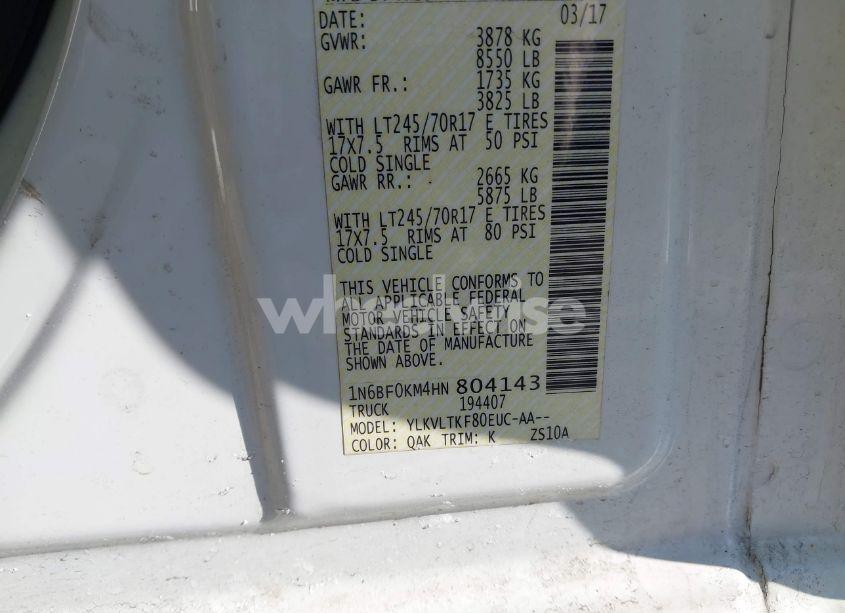 DATE: 03/17
GVWR: 3878 KG
8550 LB
GAWR FR.: 1735 KG
3825 LB
WITH LT245/70R17 E TIRES
17X7.5 RIMS AT 50 PSI
COLD SINGLE
GAWR RR.: 2665 KG
5875 LB
WITH LT245/70R17 E TIRES
17X7.5 RIMS AT 80 PSI
COLD SINGLE
THIS VEHICLE CONFORMS TO
ALL APPLICABLE FEDERAL
MOTOR VEHICLE SAFETY
STANDARDS IN EFFECT ON
THE DATE OF MANUFACTURE
SHOWN ABOVE.
1N6BF0KM4HN 804143
TRUCK 194407
MODEL: YLKVLTKF80EUC-AA--
COLOR: QAK TRIM: K ZS10A